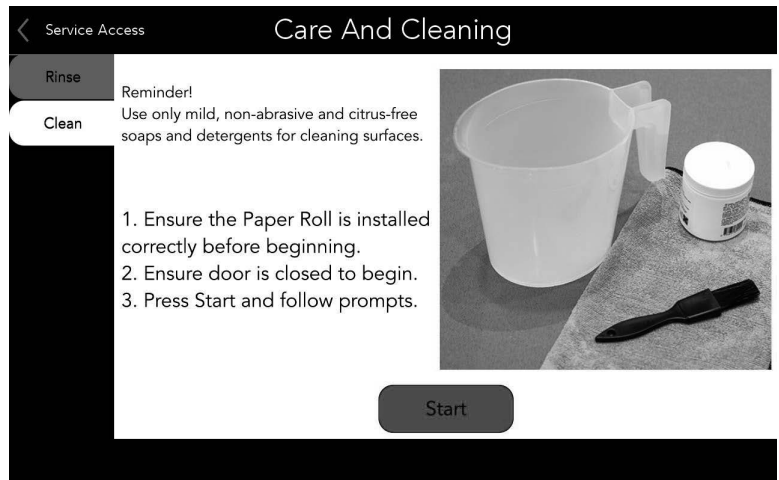 Service Access
Care And Cleaning
Rinse
Clean
Reminder!
Use only mild, non-abrasive and citrus-free
soaps and detergents for cleaning surfaces.
1. Ensure the Paper Roll is installed
correctly before beginning.
2. Ensure door is closed to begin.
3. Press Start and follow prompts.
Start